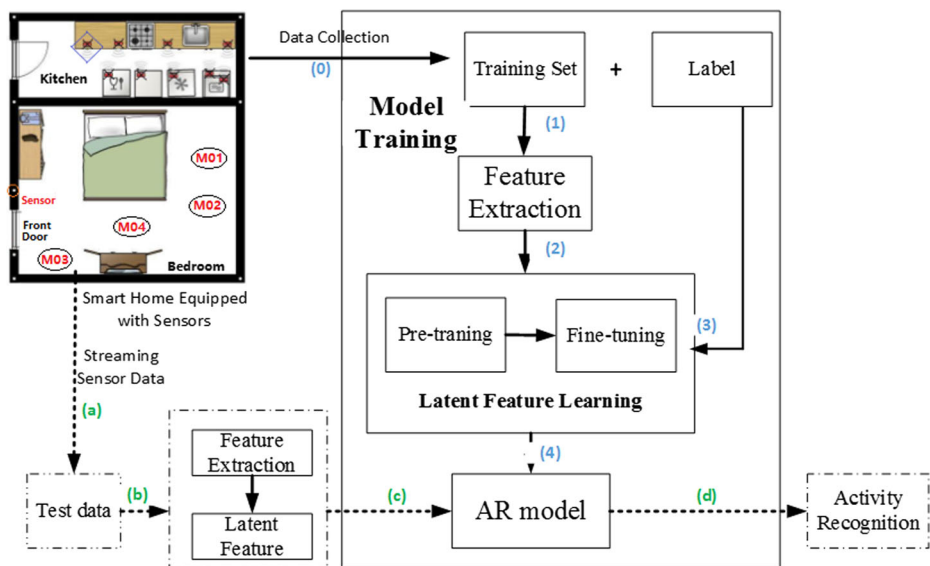 Kitchen
Data Collection
(0)
Training Set
+
Label
Model
Training
(1)
Feature
Extraction
(2)
M01
M02
M04
M03
Sensor
Front
Door
Bedroom
Smart Home Equipped
with Sensors
Streaming
Sensor Data
(a)
Pre-traning
Fine-tuning
(3)
Latent Feature Learning
(4)
Test data
(b)
Feature
Extraction
Latent
Feature
(c)
AR model
(d)
Activity
Recognition